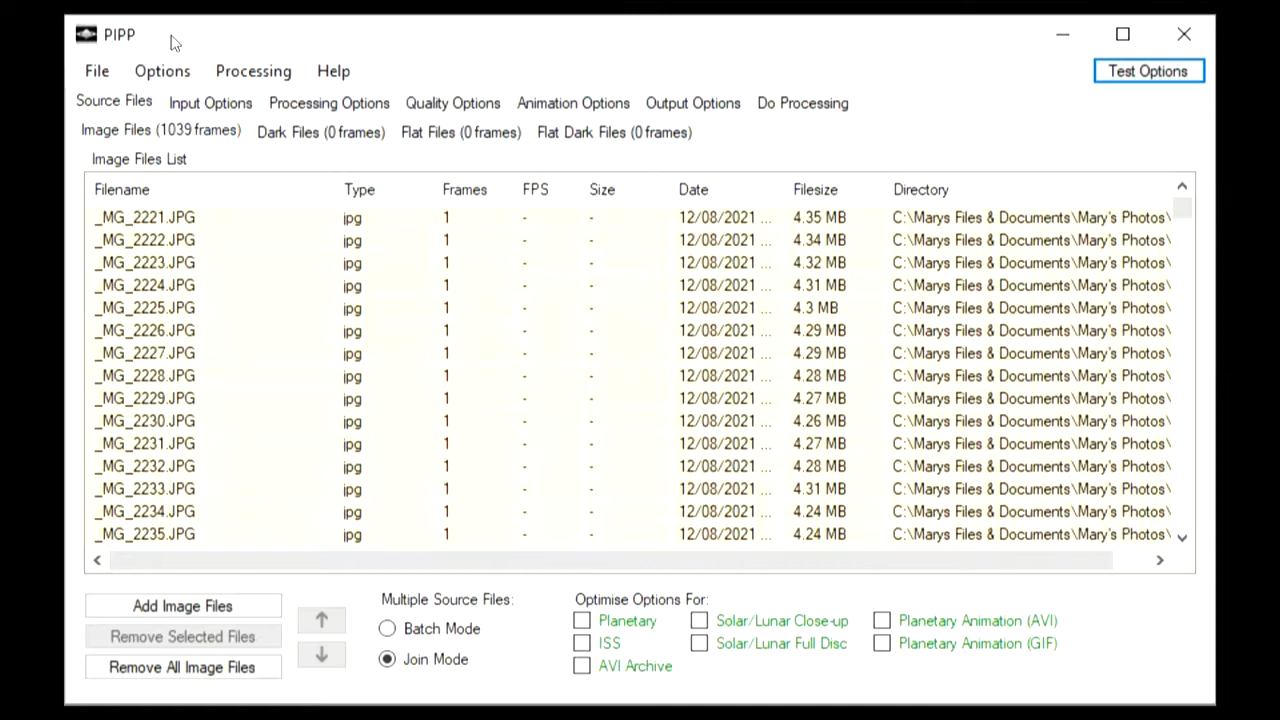 PIPP
File Options Processing Help Test Options
Source Files Input Options Processing Options Quality Options Animation Options Output Options Do Processing
Image Files (1039 frames) Dark Files (0 frames) Flat Files (0 frames) Flat Dark Files (0 frames)
Image Files List
Filename Type Frames FPS Size Date Filesize Directory
_MG_2221.JPG jpg 1 - - 12/08/2021 ... 4.35 MB C:\Marys Files & Documents\Mary's Photos\
_MG_2222.JPG jpg 1 - - 12/08/2021 ... 4.34 MB C:\Marys Files & Documents\Mary's Photos\
_MG_2223.JPG jpg 1 - - 12/08/2021 ... 4.32 MB C:\Marys Files & Documents\Mary's Photos\
_MG_2224.JPG jpg 1 - - 12/08/2021 ... 4.31 MB C:\Marys Files & Documents\Mary's Photos\
_MG_2225.JPG jpg 1 - - 12/08/2021 ... 4.3 MB C:\Marys Files & Documents\Mary's Photos\
_MG_2226.JPG jpg 1 - - 12/08/2021 ... 4.29 MB C:\Marys Files & Documents\Mary's Photos\
_MG_2227.JPG jpg 1 - - 12/08/2021 ... 4.29 MB C:\Marys Files & Documents\Mary's Photos\
_MG_2228.JPG jpg 1 - - 12/08/2021 ... 4.28 MB C:\Marys Files & Documents\Mary's Photos\
_MG_2229.JPG jpg 1 - - 12/08/2021 ... 4.27 MB C:\Marys Files & Documents\Mary's Photos\
_MG_2230.JPG jpg 1 - - 12/08/2021 ... 4.26 MB C:\Marys Files & Documents\Mary's Photos\
_MG_2231.JPG jpg 1 - - 12/08/2021 ... 4.27 MB C:\Marys Files & Documents\Mary's Photos\
_MG_2232.JPG jpg 1 - - 12/08/2021 ... 4.28 MB C:\Marys Files & Documents\Mary's Photos\
_MG_2233.JPG jpg 1 - - 12/08/2021 ... 4.31 MB C:\Marys Files & Documents\Mary's Photos\
_MG_2234.JPG jpg 1 - - 12/08/2021 ... 4.24 MB C:\Marys Files & Documents\Mary's Photos\
_MG_2235.JPG jpg 1 - - 12/08/2021 ... 4.24 MB C:\Marys Files & Documents\Mary's Photos\
Add Image Files
Remove Selected Files
Remove All Image Files
Multiple Source Files:
Batch Mode
Join Mode
Optimise Options For:
Planetary Solar/Lunar Close-up Planetary Animation (AVI)
ISS Solar/Lunar Full Disc Planetary Animation (GIF)
AVI Archive